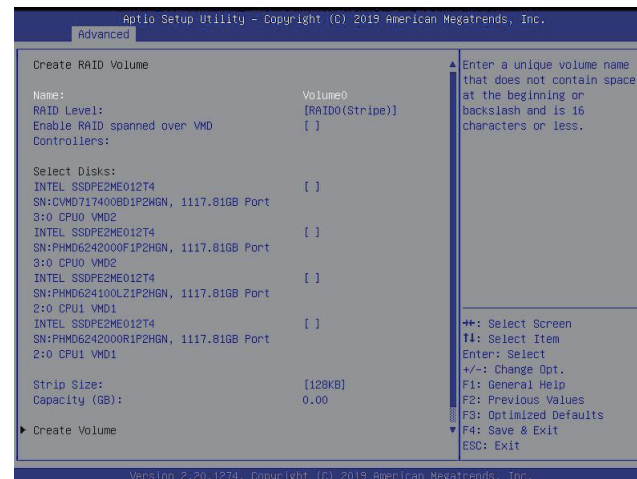 Aptio Setup Utility – Copyright (C) 2019 American Megatrends, Inc.
Advanced
Create RAID Volume
Name: Volume0
RAID Level: [RAID0(Stripe)]
Enable RAID spanned over VMD [ ]
Controllers:
Select Disks:
INTEL SSDPE2ME012T4 [ ]
SN:CVMD717400BD1P2WGN, 1117.81GB Port
3:0 CPU0 VMD2
INTEL SSDPE2ME012T4 [ ]
SN:PHMD6242000F1P2HGN, 1117.81GB Port
3:0 CPU0 VMD2
INTEL SSDPE2ME012T4 [ ]
SN:PHMD624100LZ1P2HGN, 1117.81GB Port
2:0 CPU1 VMD1
INTEL SSDPE2ME012T4 [ ]
SN:PHMD6242000R1P2HGN, 1117.81GB Port
2:0 CPU1 VMD1
Strip Size: [128KB]
Capacity (GB): 0.00
Create Volume
Enter a unique volume name
that does not contain space
at the beginning or
backslash and is 16
characters or less.
→←: Select Screen
↑↓: Select Item
Enter: Select
+/-: Change Opt.
F1: General Help
F2: Previous Values
F3: Optimized Defaults
F4: Save & Exit
ESC: Exit
Version 2.20.1274. Copyright (C) 2019 American Megatrends, Inc.